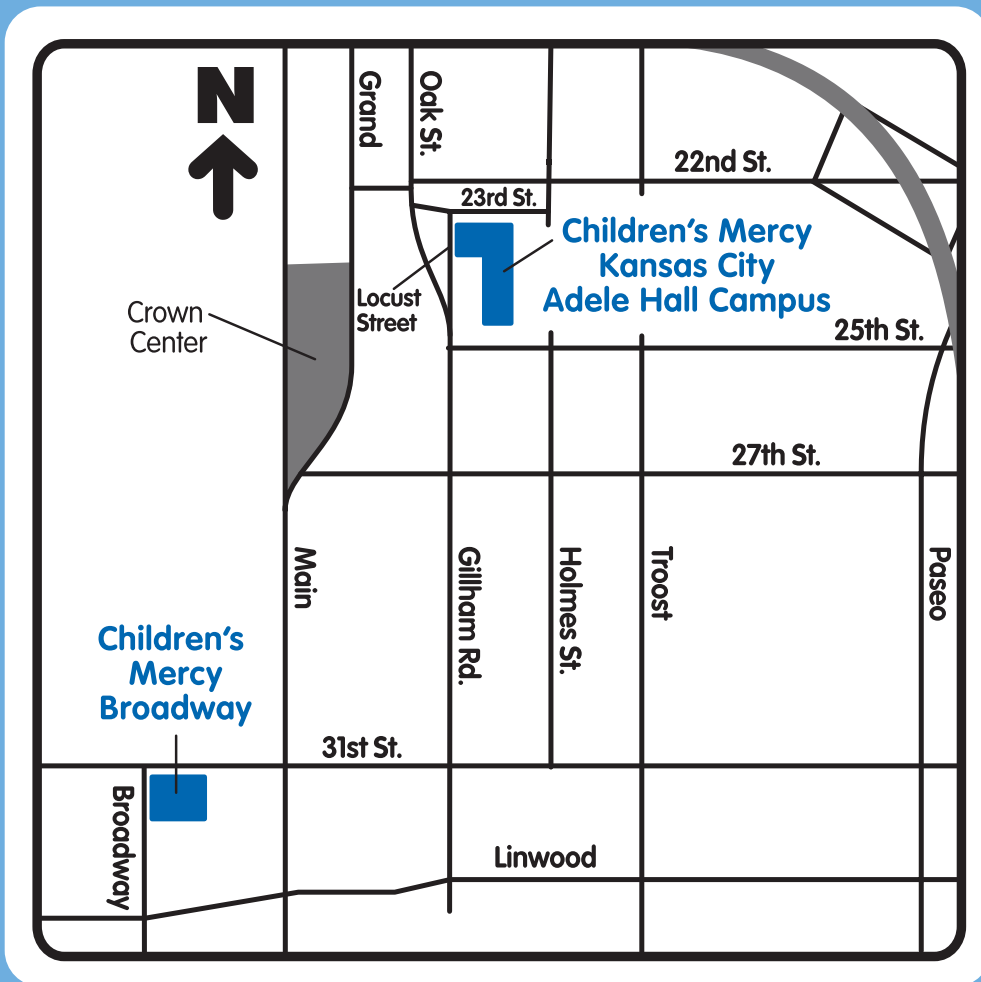 N
Grand
Oak St.
22nd St.
23rd St.
Children's Mercy
Kansas City
Adele Hall Campus
Locust
Street
Crown
Center
25th St.
27th St.
Main
Gillham Rd.
Holmes St.
Troost
Paseo
Children's
Mercy
Broadway
31st St.
Broadway
Linwood